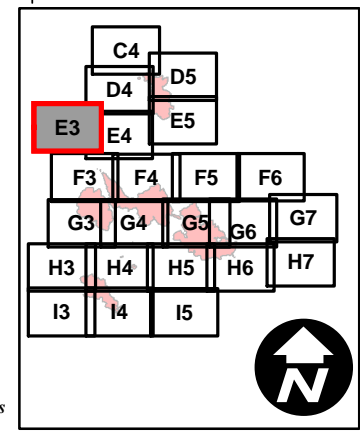 C4
D4 D5
E3 E4 E5
F3 F4 F5 F6
G3 G4 G5 G6 G7
H3 H4 H5 H6 H7
I3 I4 I5
N
s